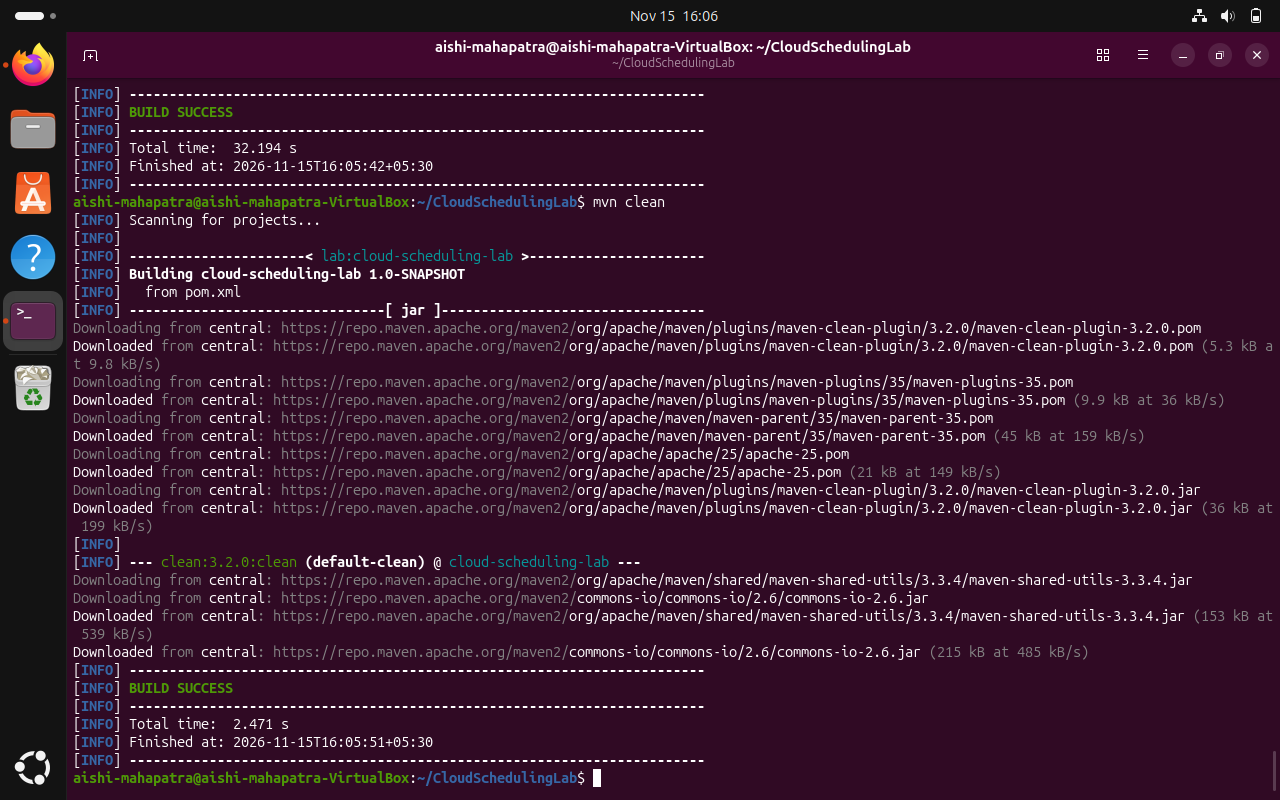 Nov 15 16:06
aishi-mahapatra@aishi-mahapatra-VirtualBox: ~/CloudSchedulingLab
~/CloudSchedulingLab
[INFO] ------------------------------------------------------------------------
[INFO] BUILD SUCCESS
[INFO] ------------------------------------------------------------------------
[INFO] Total time:  32.194 s
[INFO] Finished at: 2026-11-15T16:05:42+05:30
[INFO] ------------------------------------------------------------------------
aishi-mahapatra@aishi-mahapatra-VirtualBox:~/CloudSchedulingLab$ mvn clean
[INFO] Scanning for projects...
[INFO]
[INFO] ----------------------< lab:cloud-scheduling-lab >----------------------
[INFO] Building cloud-scheduling-lab 1.0-SNAPSHOT
[INFO]   from pom.xml
[INFO] --------------------------------[ jar ]---------------------------------
Downloading from central: https://repo.maven.apache.org/maven2/org/apache/maven/plugins/maven-clean-plugin/3.2.0/maven-clean-plugin-3.2.0.pom
Downloaded from central: https://repo.maven.apache.org/maven2/org/apache/maven/plugins/maven-clean-plugin/3.2.0/maven-clean-plugin-3.2.0.pom (5.3 kB a
t 9.8 kB/s)
Downloading from central: https://repo.maven.apache.org/maven2/org/apache/maven/plugins/maven-plugins/35/maven-plugins-35.pom
Downloaded from central: https://repo.maven.apache.org/maven2/org/apache/maven/plugins/maven-plugins/35/maven-plugins-35.pom (9.9 kB at 36 kB/s)
Downloading from central: https://repo.maven.apache.org/maven2/org/apache/maven/maven-parent/35/maven-parent-35.pom
Downloaded from central: https://repo.maven.apache.org/maven2/org/apache/maven/maven-parent/35/maven-parent-35.pom (45 kB at 159 kB/s)
Downloading from central: https://repo.maven.apache.org/maven2/org/apache/apache/25/apache-25.pom
Downloaded from central: https://repo.maven.apache.org/maven2/org/apache/apache/25/apache-25.pom (21 kB at 149 kB/s)
Downloading from central: https://repo.maven.apache.org/maven2/org/apache/maven/plugins/maven-clean-plugin/3.2.0/maven-clean-plugin-3.2.0.jar
Downloaded from central: https://repo.maven.apache.org/maven2/org/apache/maven/plugins/maven-clean-plugin/3.2.0/maven-clean-plugin-3.2.0.jar (36 kB at
 199 kB/s)
[INFO]
[INFO] --- clean:3.2.0:clean (default-clean) @ cloud-scheduling-lab ---
Downloading from central: https://repo.maven.apache.org/maven2/org/apache/maven/shared/maven-shared-utils/3.3.4/maven-shared-utils-3.3.4.jar
Downloading from central: https://repo.maven.apache.org/maven2/commons-io/commons-io/2.6/commons-io-2.6.jar
Downloaded from central: https://repo.maven.apache.org/maven2/org/apache/maven/shared/maven-shared-utils/3.3.4/maven-shared-utils-3.3.4.jar (153 kB at
 539 kB/s)
Downloaded from central: https://repo.maven.apache.org/maven2/commons-io/commons-io/2.6/commons-io-2.6.jar (215 kB at 485 kB/s)
[INFO] ------------------------------------------------------------------------
[INFO] BUILD SUCCESS
[INFO] ------------------------------------------------------------------------
[INFO] Total time:  2.471 s
[INFO] Finished at: 2026-11-15T16:05:51+05:30
[INFO] ------------------------------------------------------------------------
aishi-mahapatra@aishi-mahapatra-VirtualBox:~/CloudSchedulingLab$